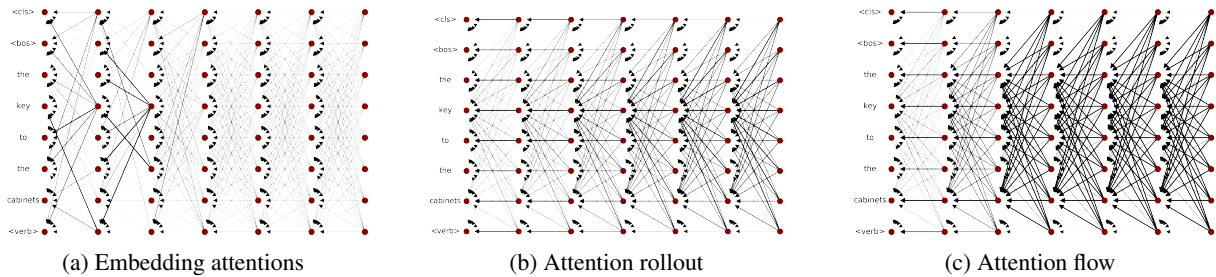 <cls>
<bos>
the
key
to
the
cabinets
<verb>
(a) Embedding attentions
<cls>
<bos>
the
key
to
the
cabinets
<verb>
(b) Attention rollout
<cls>
<bos>
the
key
to
the
cabinets
<verb>
(c) Attention flow